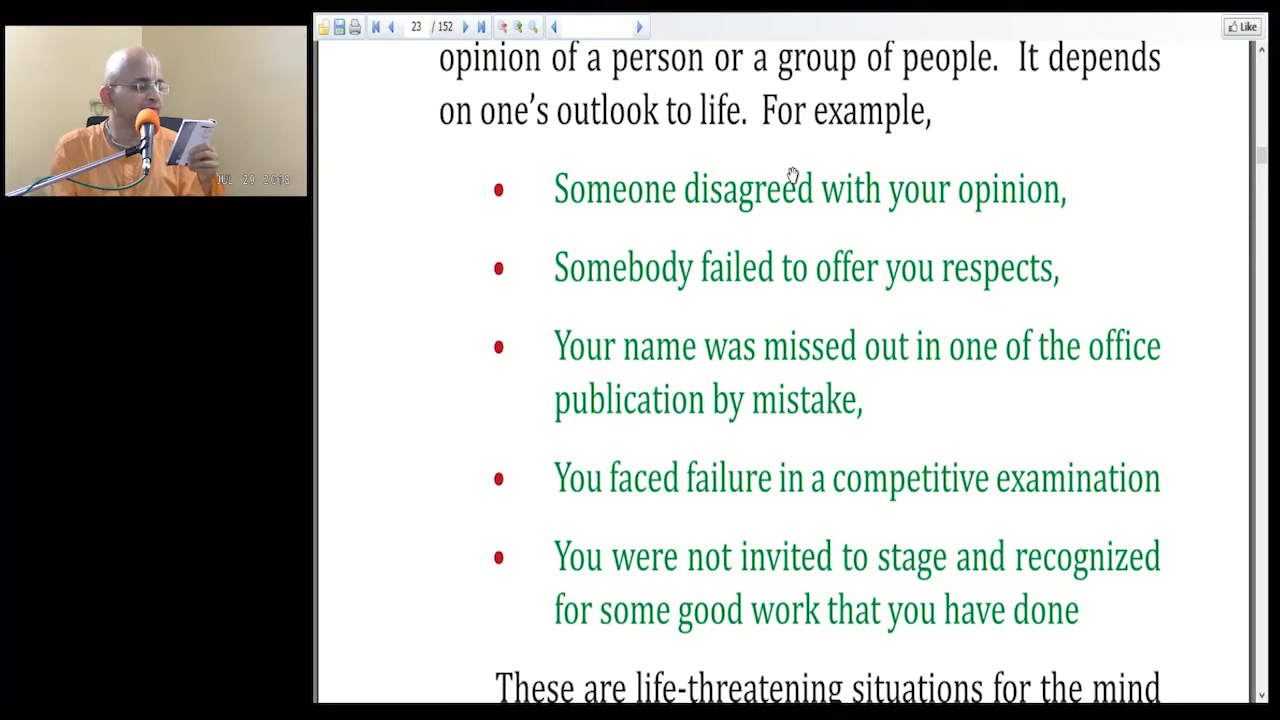 23 / 152
Like
opinion of a person or a group of people. It depends
on one's outlook to life. For example,
• Someone disagreed with your opinion,
• Somebody failed to offer you respects,
• Your name was missed out in one of the office
publication by mistake,
• You faced failure in a competitive examination
• You were not invited to stage and recognized
for some good work that you have done
These are life-threatening situations for the mind
JUL 29 2018